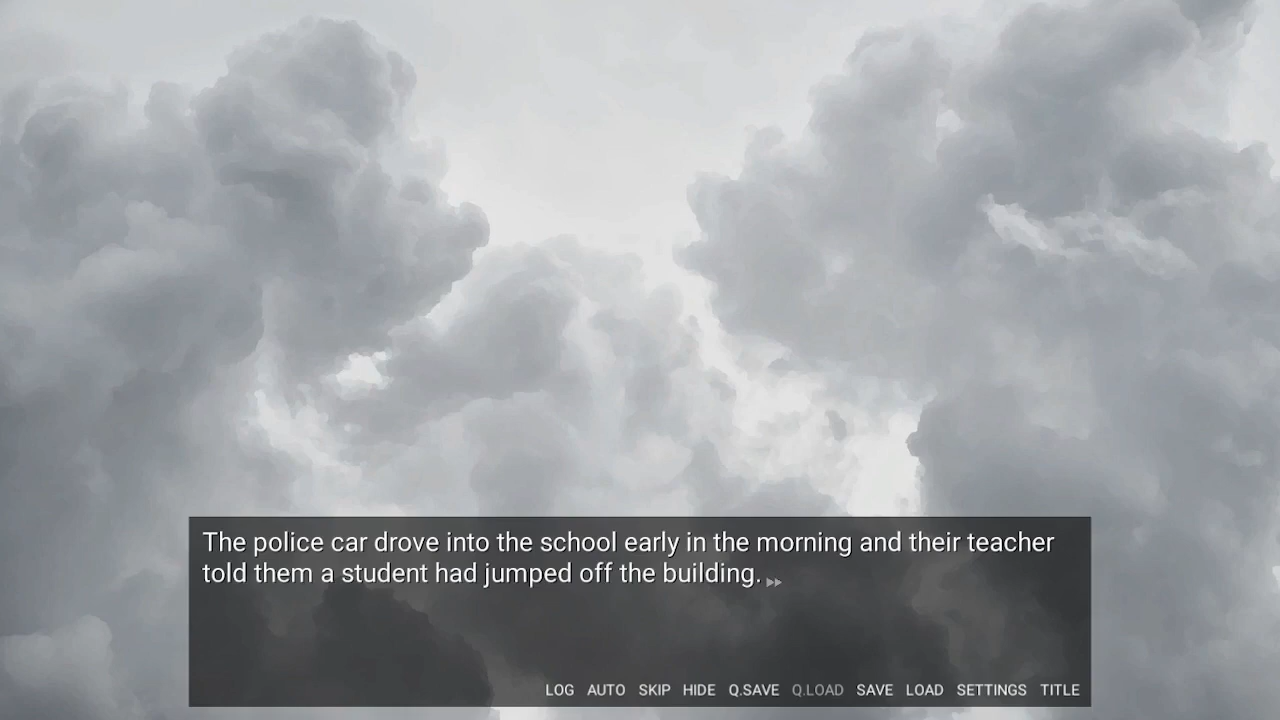 The police car drove into the school early in the morning and their teacher
told them a student had jumped off the building.
LOG AUTO SKIP HIDE Q.SAVE Q.LOAD SAVE LOAD SETTINGS TITLE